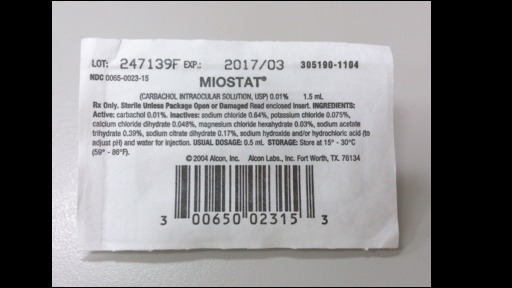 LOT: 247139F EXP.: 2017/03 305190-1104
NDC 0065-0023-15
MIOSTAT®
(CARBACHOL INTRAOCULAR SOLUTION, USP) 0.01% 1.5 mL
Rx Only. Sterile Unless Package Open or Damaged Read enclosed insert. INGREDIENTS:
Active: carbachol 0.01%. Inactives: sodium chloride 0.64%, potassium chloride 0.075%,
calcium chloride dihydrate 0.048%, magnesium chloride hexahydrate 0.03%, sodium acetate
trihydrate 0.39%, sodium citrate dihydrate 0.17%, sodium hydroxide and/or hydrochloric acid (to
adjust pH) and water for injection. USUAL DOSAGE: 0.5 mL STORAGE: Store at 15° - 30°C
(59° - 86°F).
© 2004 Alcon, Inc. Alcon Labs., Inc. Fort Worth, TX. 76134
3 00650 02315 3